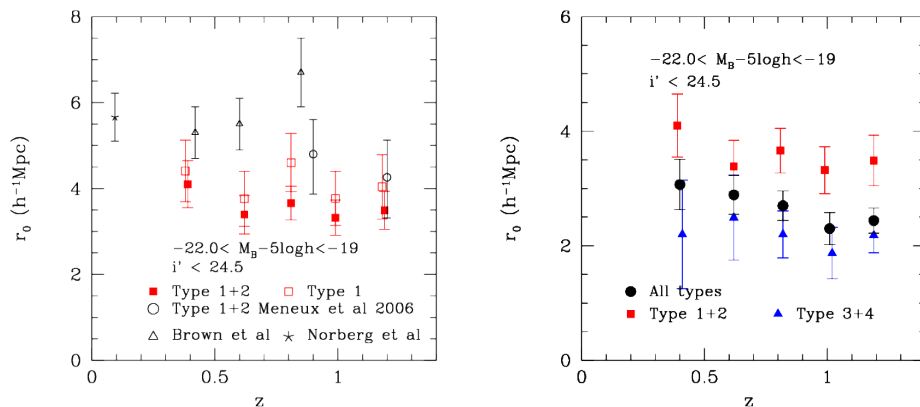 8
6
4
2
0
r₀ (h⁻¹Mpc)
−22.0< M_B−5logh<−19
i' < 24.5
Type 1+2
Type 1
Type 1+2 Meneux et al 2006
Brown et al
Norberg et al
0
0.5
1
z
6
4
2
0
r₀ (h⁻¹Mpc)
−22.0< M_B−5logh<−19
i' < 24.5
All types
Type 1+2
Type 3+4
0
0.5
1
z